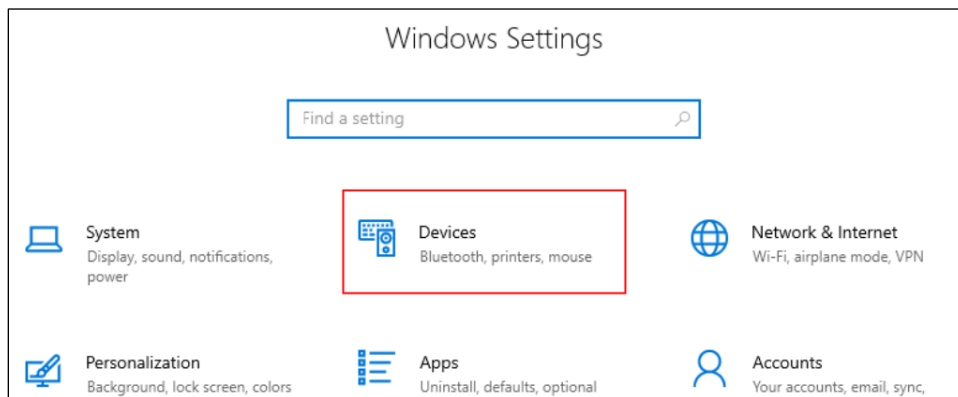 Windows Settings
Find a setting
System
Display, sound, notifications,
power
Devices
Bluetooth, printers, mouse
Network & Internet
Wi-Fi, airplane mode, VPN
Personalization
Background, lock screen, colors
Apps
Uninstall, defaults, optional
Accounts
Your accounts, email, sync,